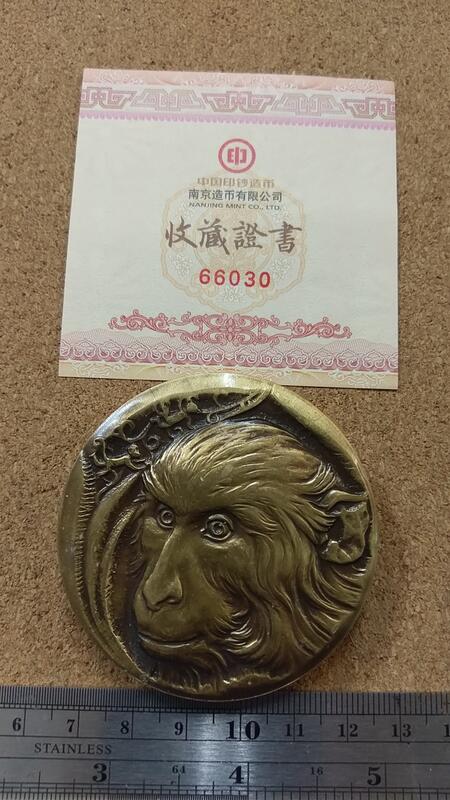 印
中国印钞造币
南京造币有限公司
NANJING MINT CO., LTD.
收藏證書
66030
6 7 8 9 10 11 12 13
STAINLESS
3 64 4 16 5